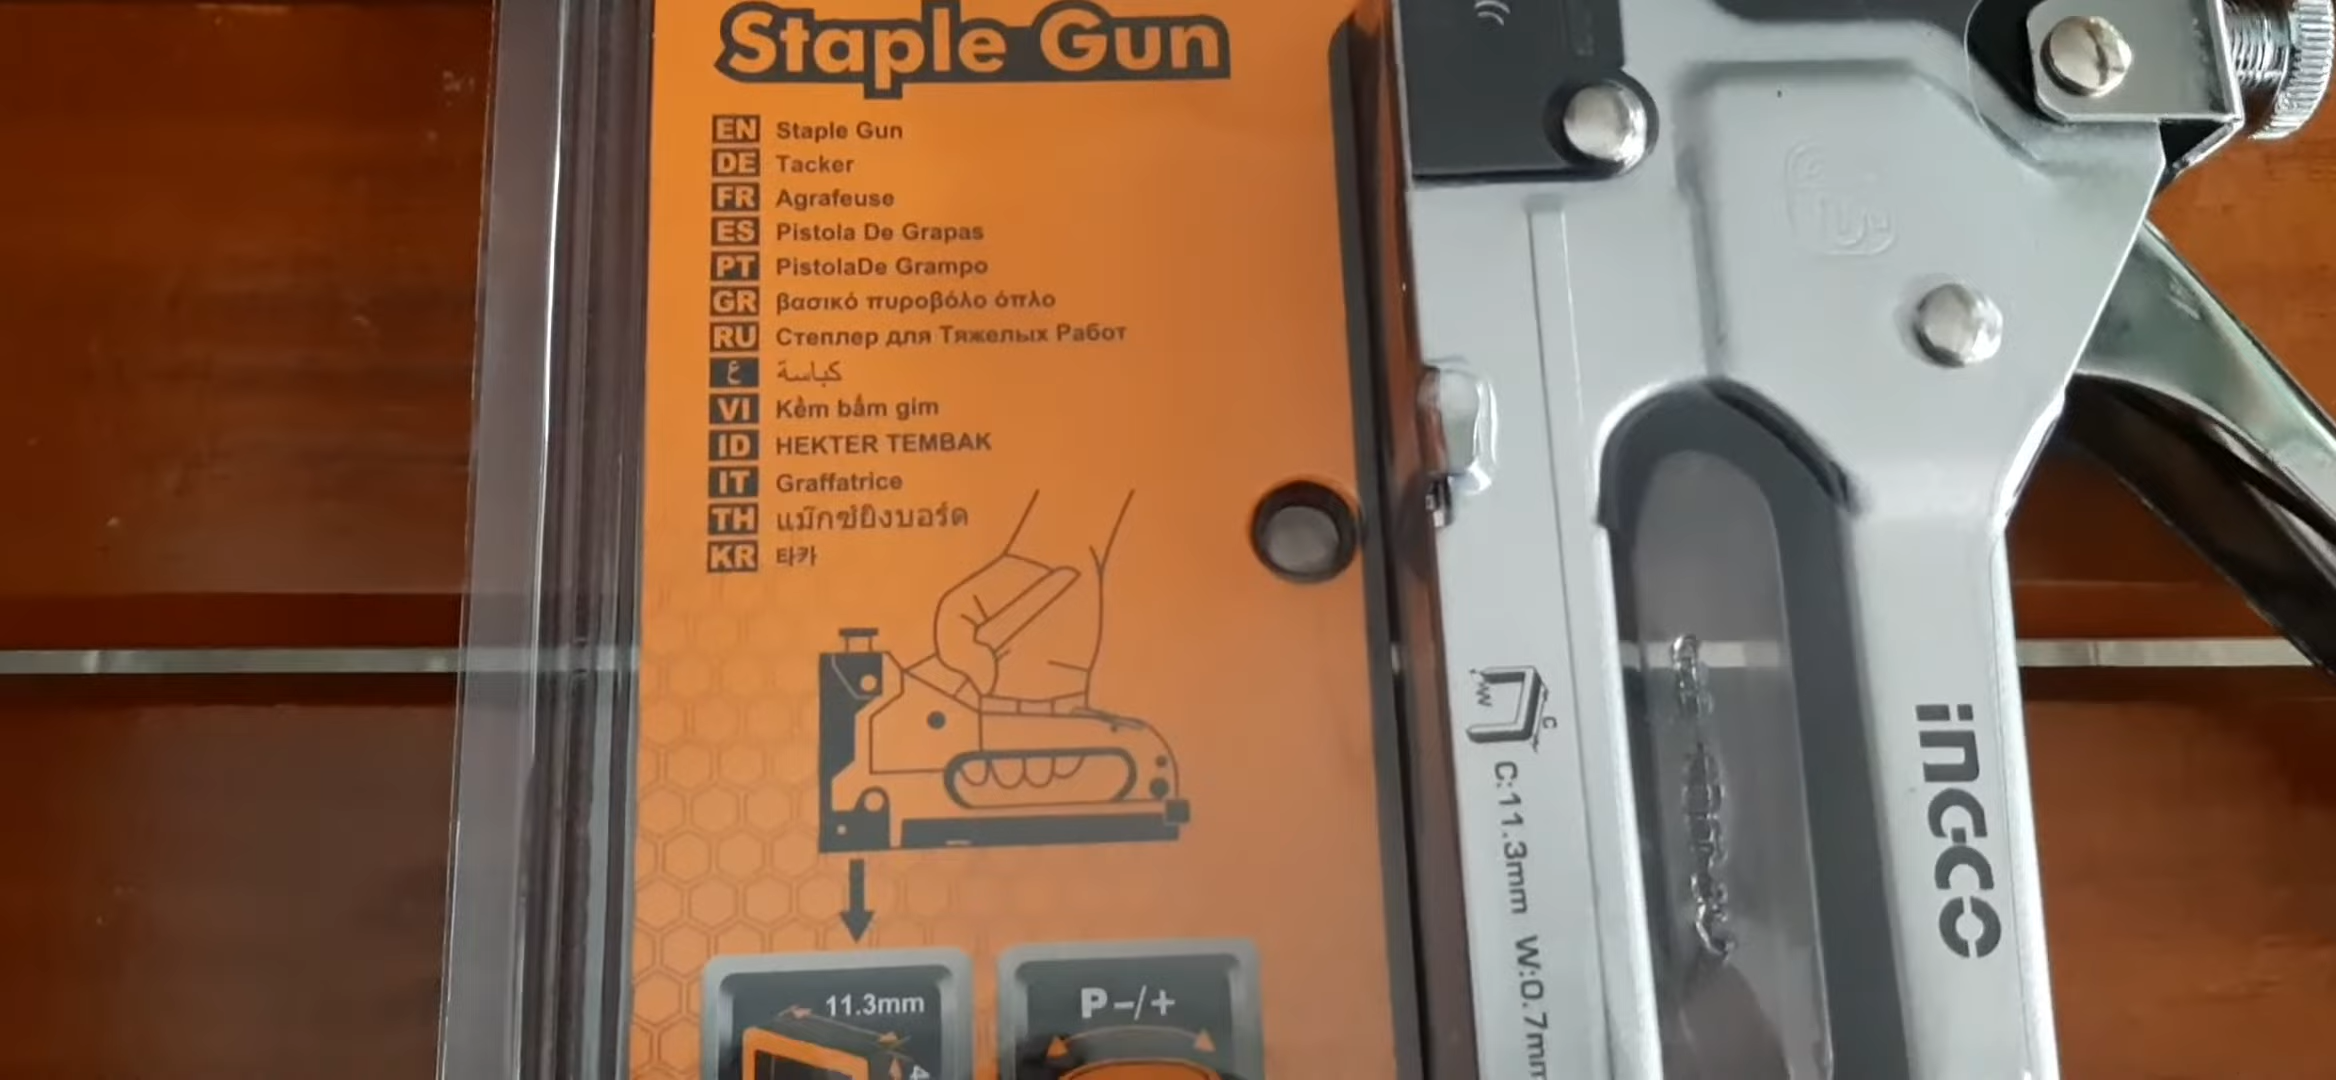 Staple Gun
EN Staple Gun
DE Tacker
FR Agrafeuse
ES Pistola De Grapas
PT PistolaDe Grampo
GR βασικό πυροβόλο όπλο
RU Степлер для Тяжелых Работ
ع كباسة
VI Kềm bấm gim
ID HEKTER TEMBAK
IT Graffatrice
TH แม๊กซ์ยิงบอร์ด
KR 타카
11.3mm
4
P-/+
W
C
C:11.3mm W:0.7mm
INGCO